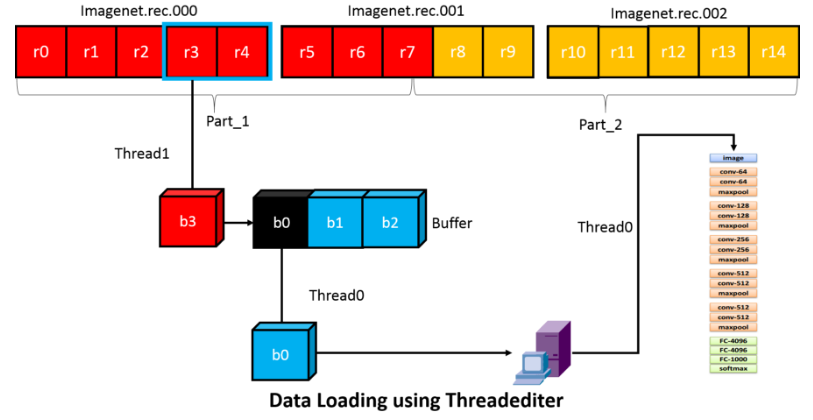 Imagenet.rec.000 Imagenet.rec.001 Imagenet.rec.002
r0 r1 r2 r3 r4 r5 r6 r7 r8 r9 r10 r11 r12 r13 r14
Part_1 Part_2
Thread1
b3 b0 b1 b2 Buffer
Thread0
Thread0
b0
image
conv-64
conv-64
maxpool
conv-128
conv-128
maxpool
conv-256
conv-256
maxpool
conv-512
conv-512
maxpool
conv-512
conv-512
maxpool
FC-4096
FC-4096
FC-1000
softmax
Data Loading using Threadediter